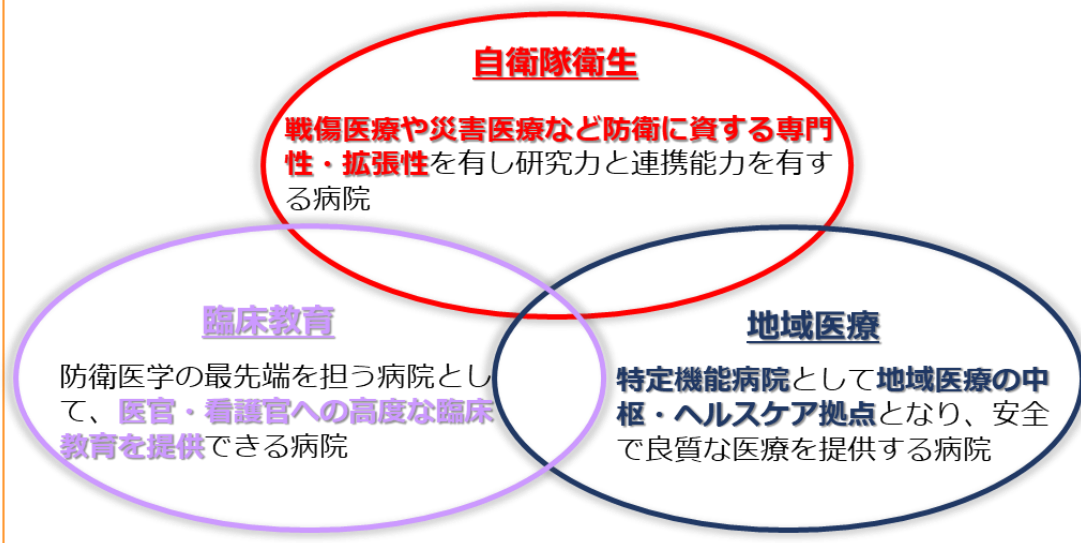 自衛隊衛生
戦傷医療や災害医療など防衛に資する専門
性・拡張性を有し研究力と連携能力を有す
る病院
臨床教育
防衛医学の最先端を担う病院とし
て、医官・看護官への高度な臨床
教育を提供できる病院
地域医療
特定機能病院として地域医療の中
枢・ヘルスケア拠点となり、安全
で良質な医療を提供する病院